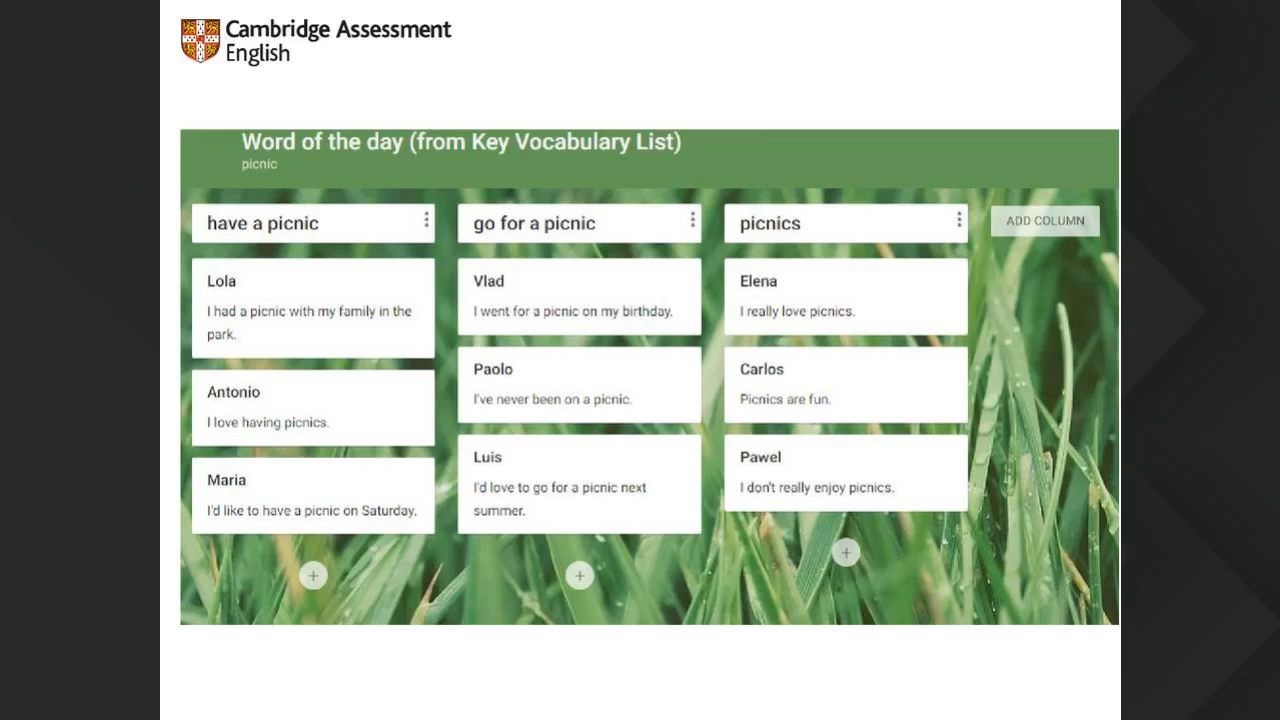 Cambridge Assessment
English
Word of the day (from Key Vocabulary List)
picnic
have a picnic
Lola
I had a picnic with my family in the
park.
Antonio
I love having picnics.
Maria
I'd like to have a picnic on Saturday.
go for a picnic
Vlad
I went for a picnic on my birthday.
Paolo
I've never been on a picnic.
Luis
I'd love to go for a picnic next
summer.
picnics
Elena
I really love picnics.
Carlos
Picnics are fun.
Pawel
I don't really enjoy picnics.
ADD COLUMN